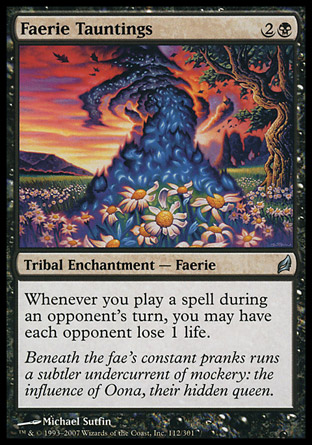 Faerie Tauntings 2
Tribal Enchantment — Faerie
Whenever you play a spell during
an opponent's turn, you may have
each opponent lose 1 life.
Beneath the fae's constant pranks runs
a subtler undercurrent of mockery: the
influence of Oona, their hidden queen.
Michael Sutfin
™ & © 1993–2007 Wizards of the Coast, Inc. 112/301